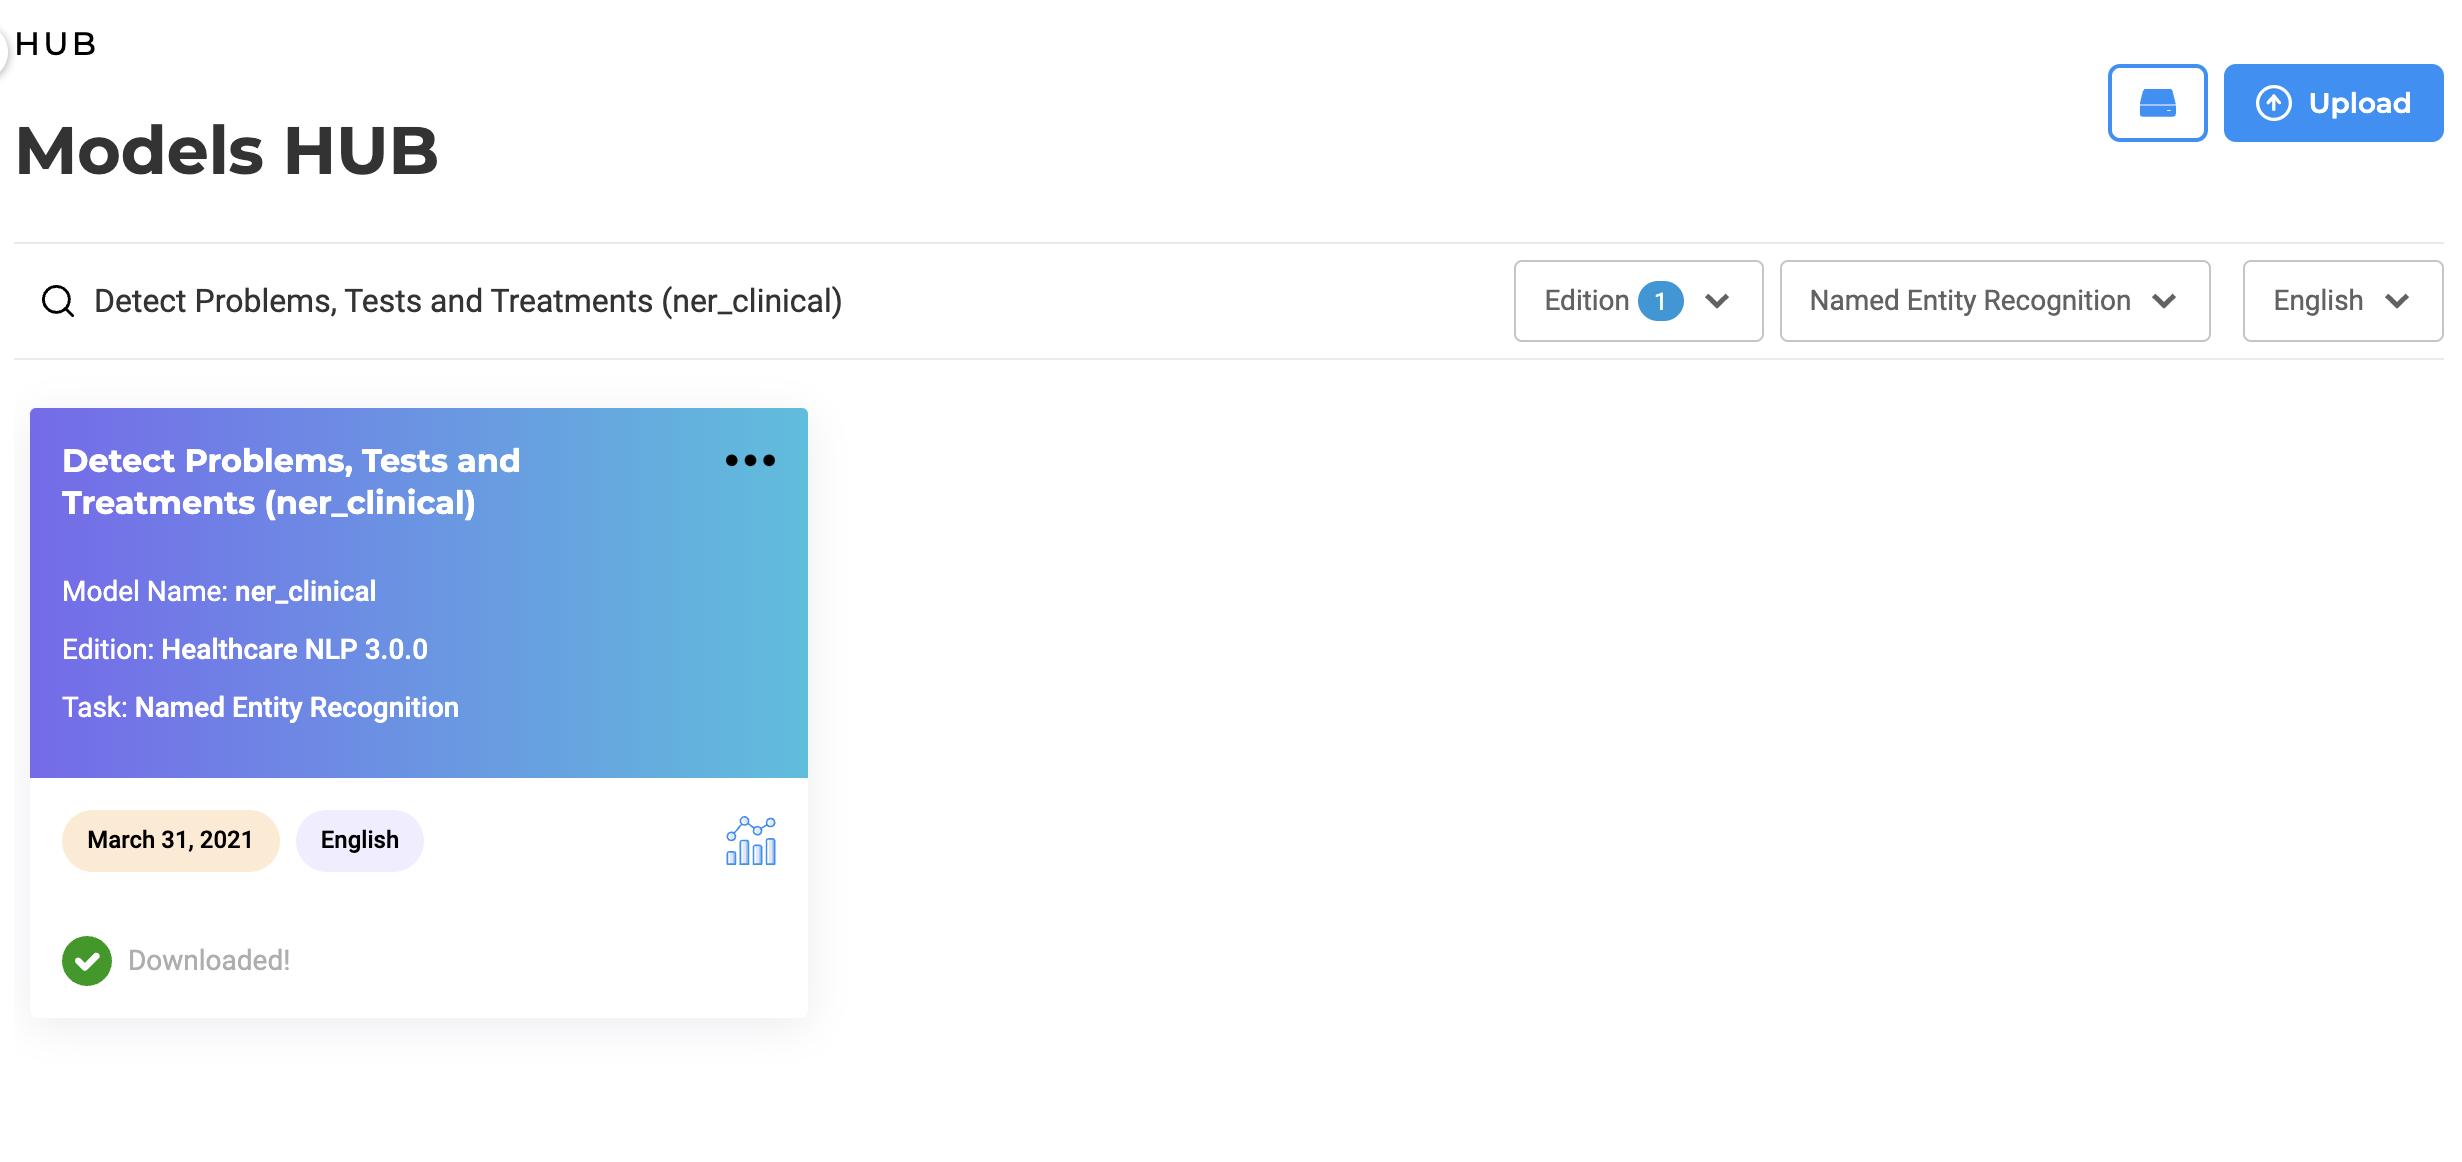 HUB
Models HUB
Upload
Detect Problems, Tests and Treatments (ner_clinical)
Edition 1
Named Entity Recognition
English
Detect Problems, Tests and
Treatments (ner_clinical)
Model Name: ner_clinical
Edition: Healthcare NLP 3.0.0
Task: Named Entity Recognition
March 31, 2021
English
Downloaded!